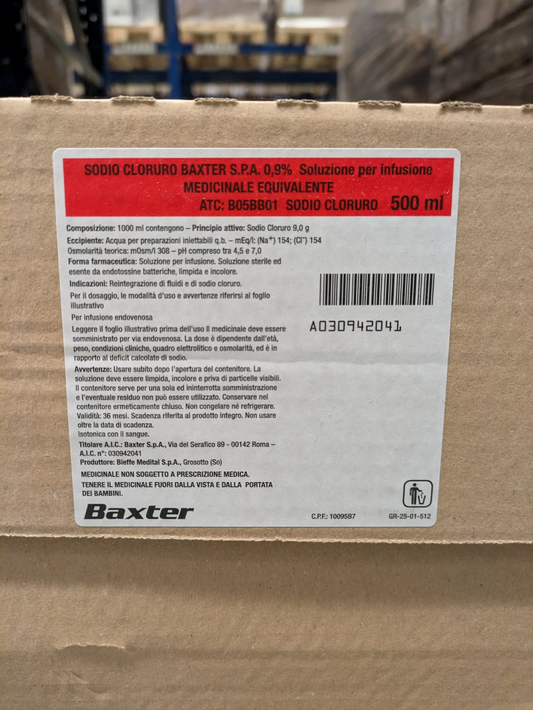 SODIO CLORURO BAXTER S.P.A. 0,9% Soluzione per infusione
MEDICINALE EQUIVALENTE
ATC: B05BB01 SODIO CLORURO 500 ml
Composizione: 1000 ml contengono – Principio attivo: Sodio Cloruro 9,0 g
Eccipiente: Acqua per preparazioni iniettabili q.b. – mEq/l: (Na⁺) 154; (Cl⁻) 154
Osmolarità teorica: mOsm/l 308 – pH compreso tra 4,5 e 7,0
Forma farmaceutica: Soluzione per infusione. Soluzione sterile ed
esente da endotossine batteriche, limpida e incolore.
Indicazioni: Reintegrazione di fluidi e di sodio cloruro.
Per il dosaggio, le modalità d'uso e avvertenze riferirsi al foglio
illustrativo
Per infusione endovenosa
Leggere il foglio illustrativo prima dell'uso Il medicinale deve essere
somministrato per via endovenosa. La dose è dipendente dall'età,
peso, condizioni cliniche, quadro elettrolitico e osmolarità, ed è in
rapporto al deficit calcolato di sodio.
Avvertenze: Usare subito dopo l'apertura del contenitore. La
soluzione deve essere limpida, incolore e priva di particelle visibili.
Il contenitore serve per una sola ed ininterrotta somministrazione
e l'eventuale residuo non può essere utilizzato. Conservare nel
contenitore ermeticamente chiuso. Non congelare né refrigerare.
Validità: 36 mesi. Scadenza riferita al prodotto integro. Non usare
oltre la data di scadenza.
Isotonica con il sangue.
A030942041
Titolare A.I.C.: Baxter S.p.A., Via del Serafico 89 - 00142 Roma –
A.I.C. n°: 030942041
Produttore: Bieffe Medital S.p.A., Grosotto (So)
MEDICINALE NON SOGGETTO A PRESCRIZIONE MEDICA.
TENERE IL MEDICINALE FUORI DALLA VISTA E DALLA PORTATA
DEI BAMBINI.
Baxter
C.P.F.: 10095B7
GR-25-01-512